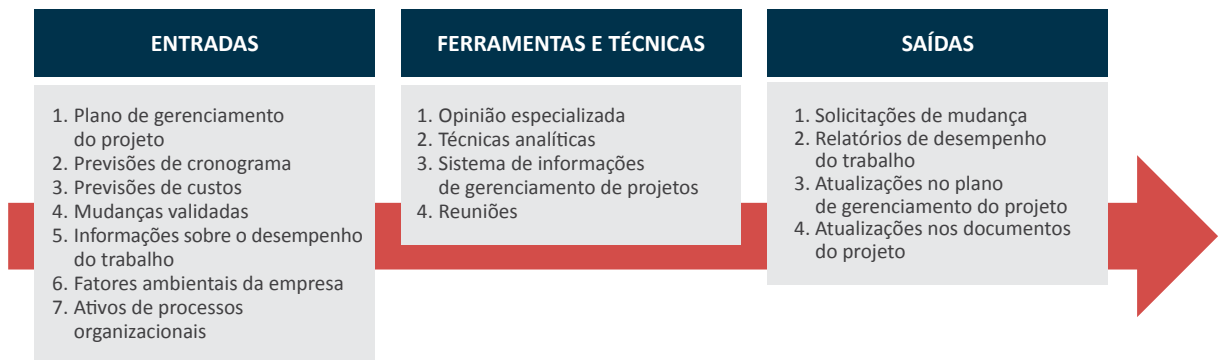 ENTRADAS
1. Plano de gerenciamento
do projeto
2. Previsões de cronograma
3. Previsões de custos
4. Mudanças validadas
5. Informações sobre o desempenho
do trabalho
6. Fatores ambientais da empresa
7. Ativos de processos
organizacionais
FERRAMENTAS E TÉCNICAS
1. Opinião especializada
2. Técnicas analíticas
3. Sistema de informações
de gerenciamento de projetos
4. Reuniões
SAÍDAS
1. Solicitações de mudança
2. Relatórios de desempenho
do trabalho
3. Atualizações no plano
de gerenciamento do projeto
4. Atualizações nos documentos
do projeto